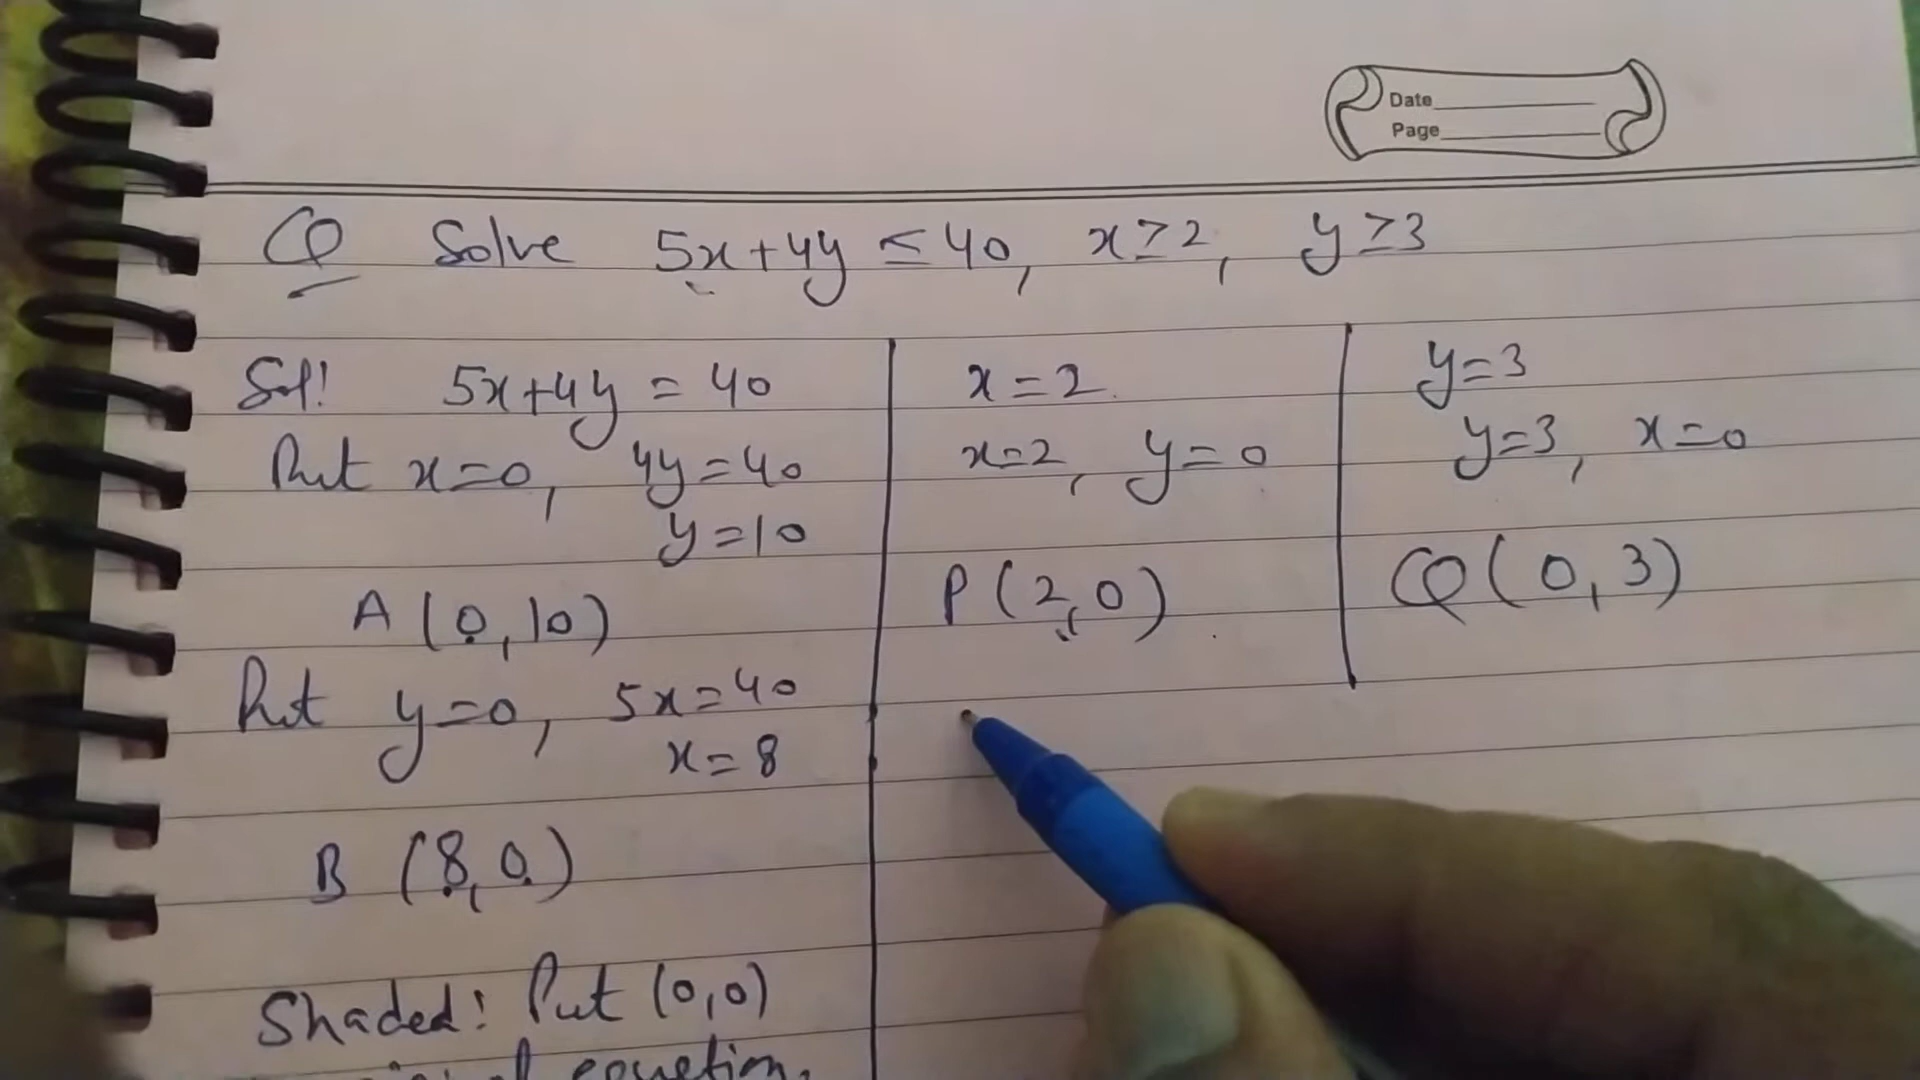 Date
Page
Q Solve 5x+4y ≤ 40, x ≥ 2, y ≥ 3
Sol! 5x+4y = 40
Put x=0, 4y=40
y=10
A (0,10)
Put y=0, 5x=40
x=8
B (8,0)
Shaded! Put (0,0)
equation.
x=2
x=2, y=0
P(2,0)
y=3
y=3, x=0
Q(0,3)